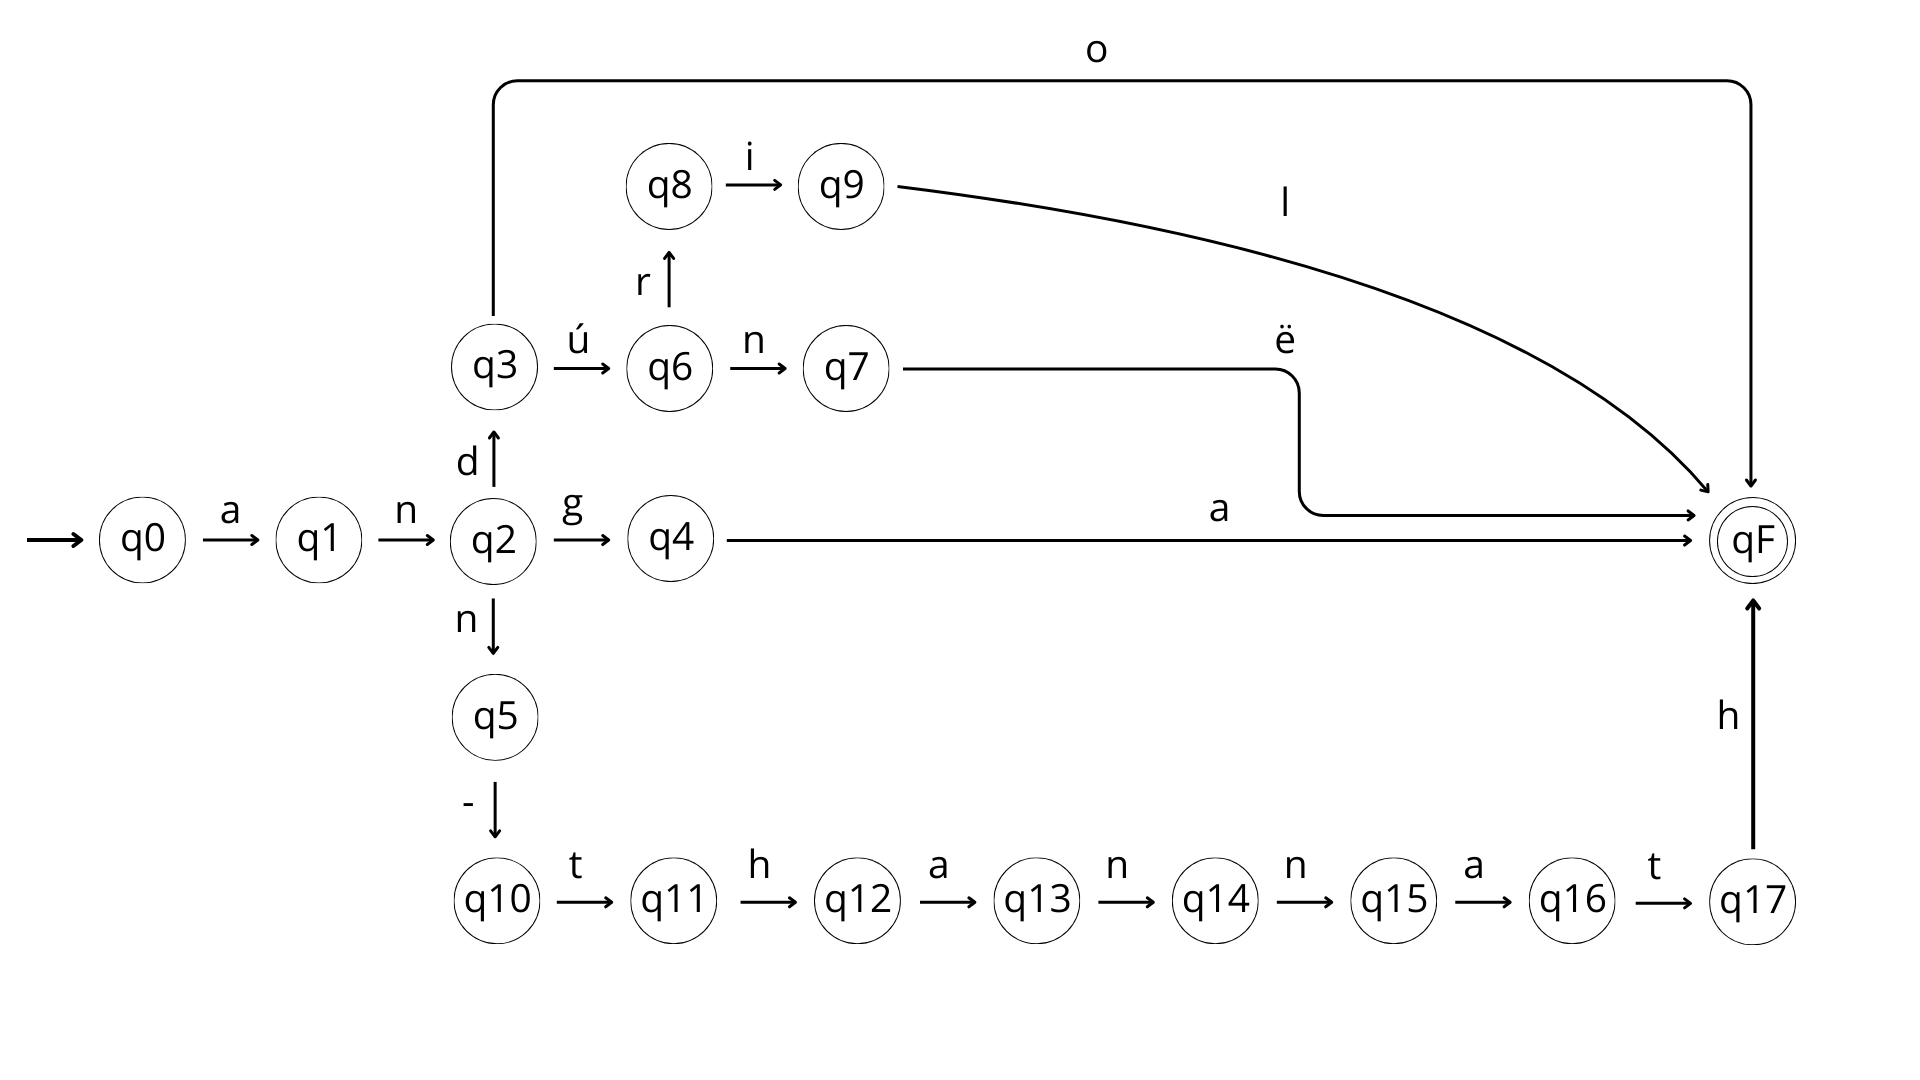 o
q8 i q9 l
r
q3 ú q6 n q7 ë
d
q0 a q1 n q2 g q4 a qF
n
q5 h
-
q10 t q11 h q12 a q13 n q14 n q15 a q16 t q17